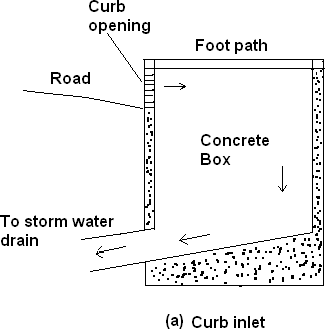 Curb
opening
Foot path
Road
Concrete
Box
To storm water
drain
(a) Curb inlet